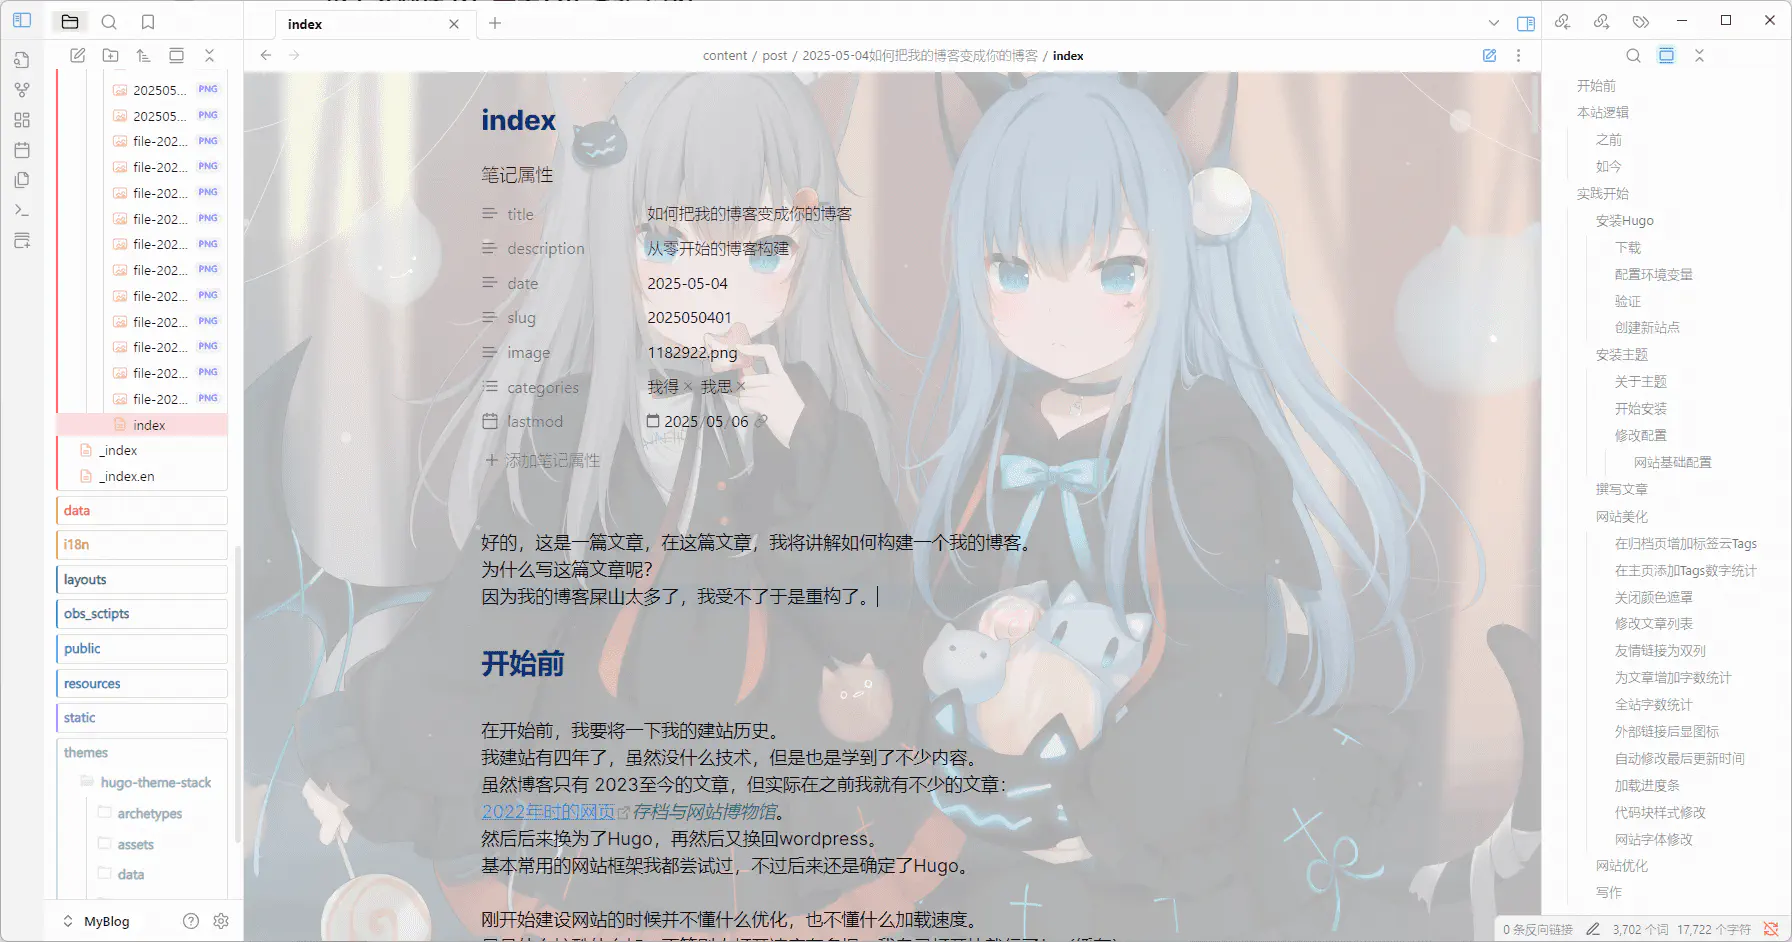 index
content / post / 2025-05-04如何把我的博客变成你的博客 / index
202505... PNG
202505... PNG
file-202... PNG
file-202... PNG
file-202... PNG
file-202... PNG
file-202... PNG
file-202... PNG
file-202... PNG
file-202... PNG
file-202... PNG
file-202... PNG
file-202... PNG
index
_index
_index.en
data
i18n
layouts
obs_sctipts
public
resources
static
themes
hugo-theme-stack
archetypes
assets
data
MyBlog
index
笔记属性
title 如何把我的博客变成你的博客
description 从零开始的博客构建
date 2025-05-04
slug 2025050401
image 1182922.png
categories 我得 × 我思 ×
lastmod 2025/05/06
添加笔记属性
好的，这是一篇文章，在这篇文章，我将讲解如何构建一个我的博客。
为什么写这篇文章呢？
因为我的博客屎山太多了，我受不了于是重构了。
开始前
在开始前，我要将一下我的建站历史。
我建站有四年了，虽然没什么技术，但是也是学到了不少内容。
虽然博客只有 2023至今的文章，但实际在之前我就有不少的文章：
2022年时的网页 存档与网站博物馆。
然后后来换为了Hugo，再然后又换回wordpress。
基本常用的网站框架我都尝试过，不过后来还是确定了Hugo。
刚开始建设网站的时候并不懂什么优化，也不懂什么加载速度。
开始前
本站逻辑
之前
如今
实践开始
安装Hugo
下载
配置环境变量
验证
创建新站点
安装主题
关于主题
开始安装
修改配置
网站基础配置
撰写文章
网站美化
在归档页增加标签云Tags
在主页添加Tags数字统计
关闭颜色遮罩
修改文章列表
友情链接为双列
为文章增加字数统计
全站字数统计
外部链接后显图标
自动修改最后更新时间
加载进度条
代码块样式修改
网站字体修改
网站优化
写作
0 条反向链接 3,702 个词 17,722 个字符